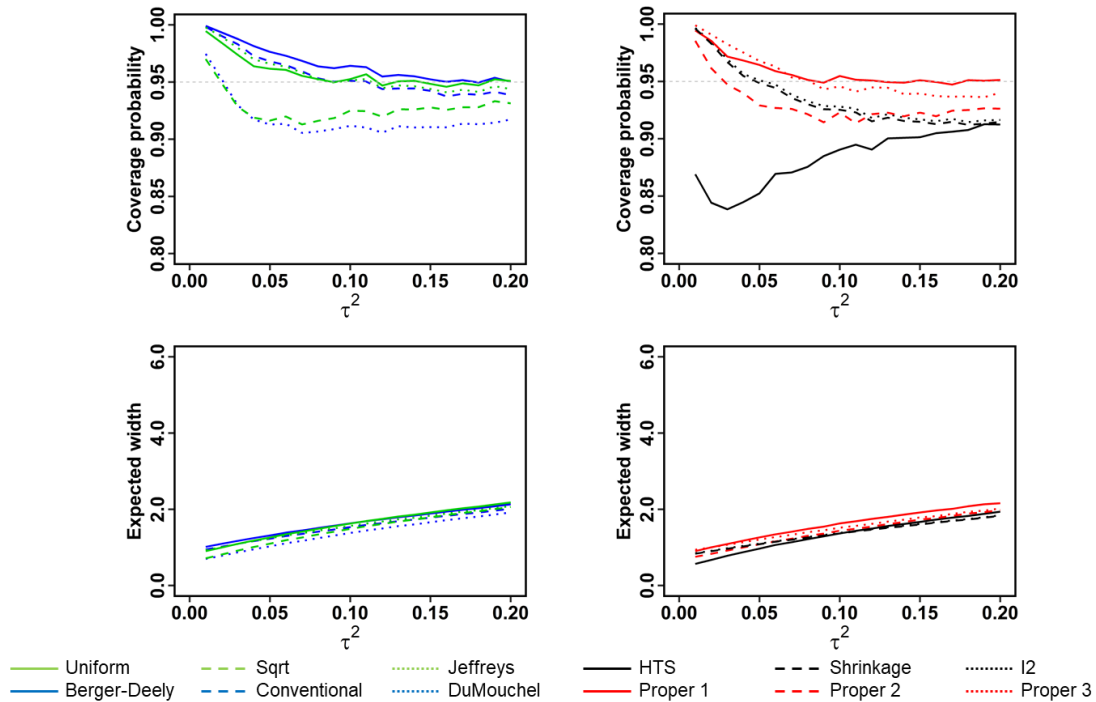 Coverage probability
1.00
0.95
0.90
0.85
0.80
0.00 0.05 0.10 0.15 0.20
τ2
Coverage probability
1.00
0.95
0.90
0.85
0.80
0.00 0.05 0.10 0.15 0.20
τ2
Expected width
6.0
4.0
2.0
0.0
0.00 0.05 0.10 0.15 0.20
τ2
Expected width
6.0
4.0
2.0
0.0
0.00 0.05 0.10 0.15 0.20
τ2
Uniform Sqrt Jeffreys HTS Shrinkage I2
Berger-Deely Conventional DuMouchel Proper 1 Proper 2 Proper 3